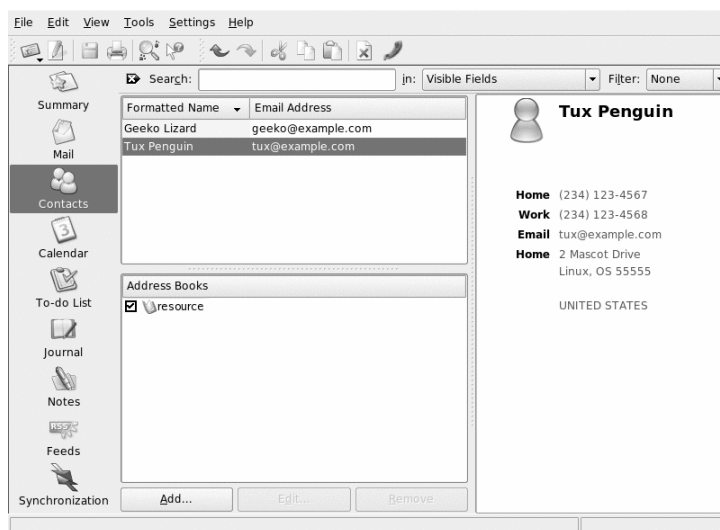 File Edit View Tools Settings Help
Summary
Mail
Contacts
3
Calendar
To-do List
Journal
Notes
RSS
Feeds
Synchronization
Search: in: Visible Fields Filter: None
Formatted Name Email Address
Geeko Lizard geeko@example.com
Tux Penguin tux@example.com
Address Books
resource
Add... Edit... Remove
Tux Penguin
Home (234) 123-4567
Work (234) 123-4568
Email tux@example.com
Home 2 Mascot Drive
Linux, OS 55555
UNITED STATES